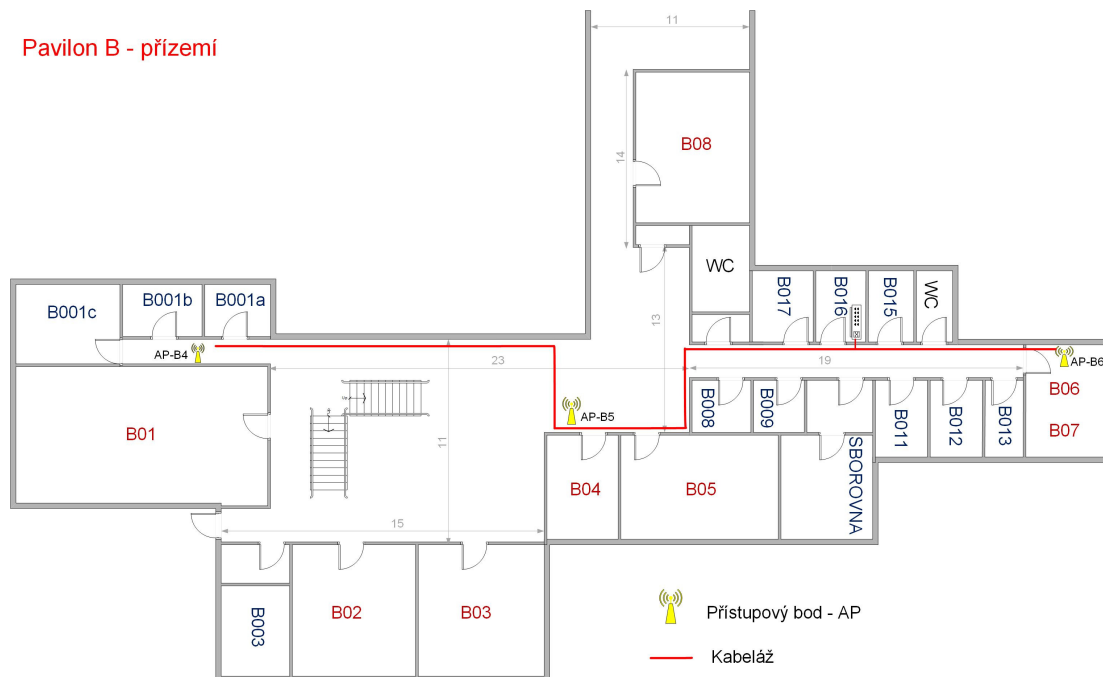 Pavilon B - přízemí
11
14
B08
WC
13
B001c
B001b
B001a
AP-B4
23
B017
B016
B015
WC
19
AP-B6
B06
B07
AP-B5
B01
11
B008
B009
SBOROVNA
B011
B012
B013
B04
B05
15
B003
B02
B03
Přístupový bod - AP
Kabeláž